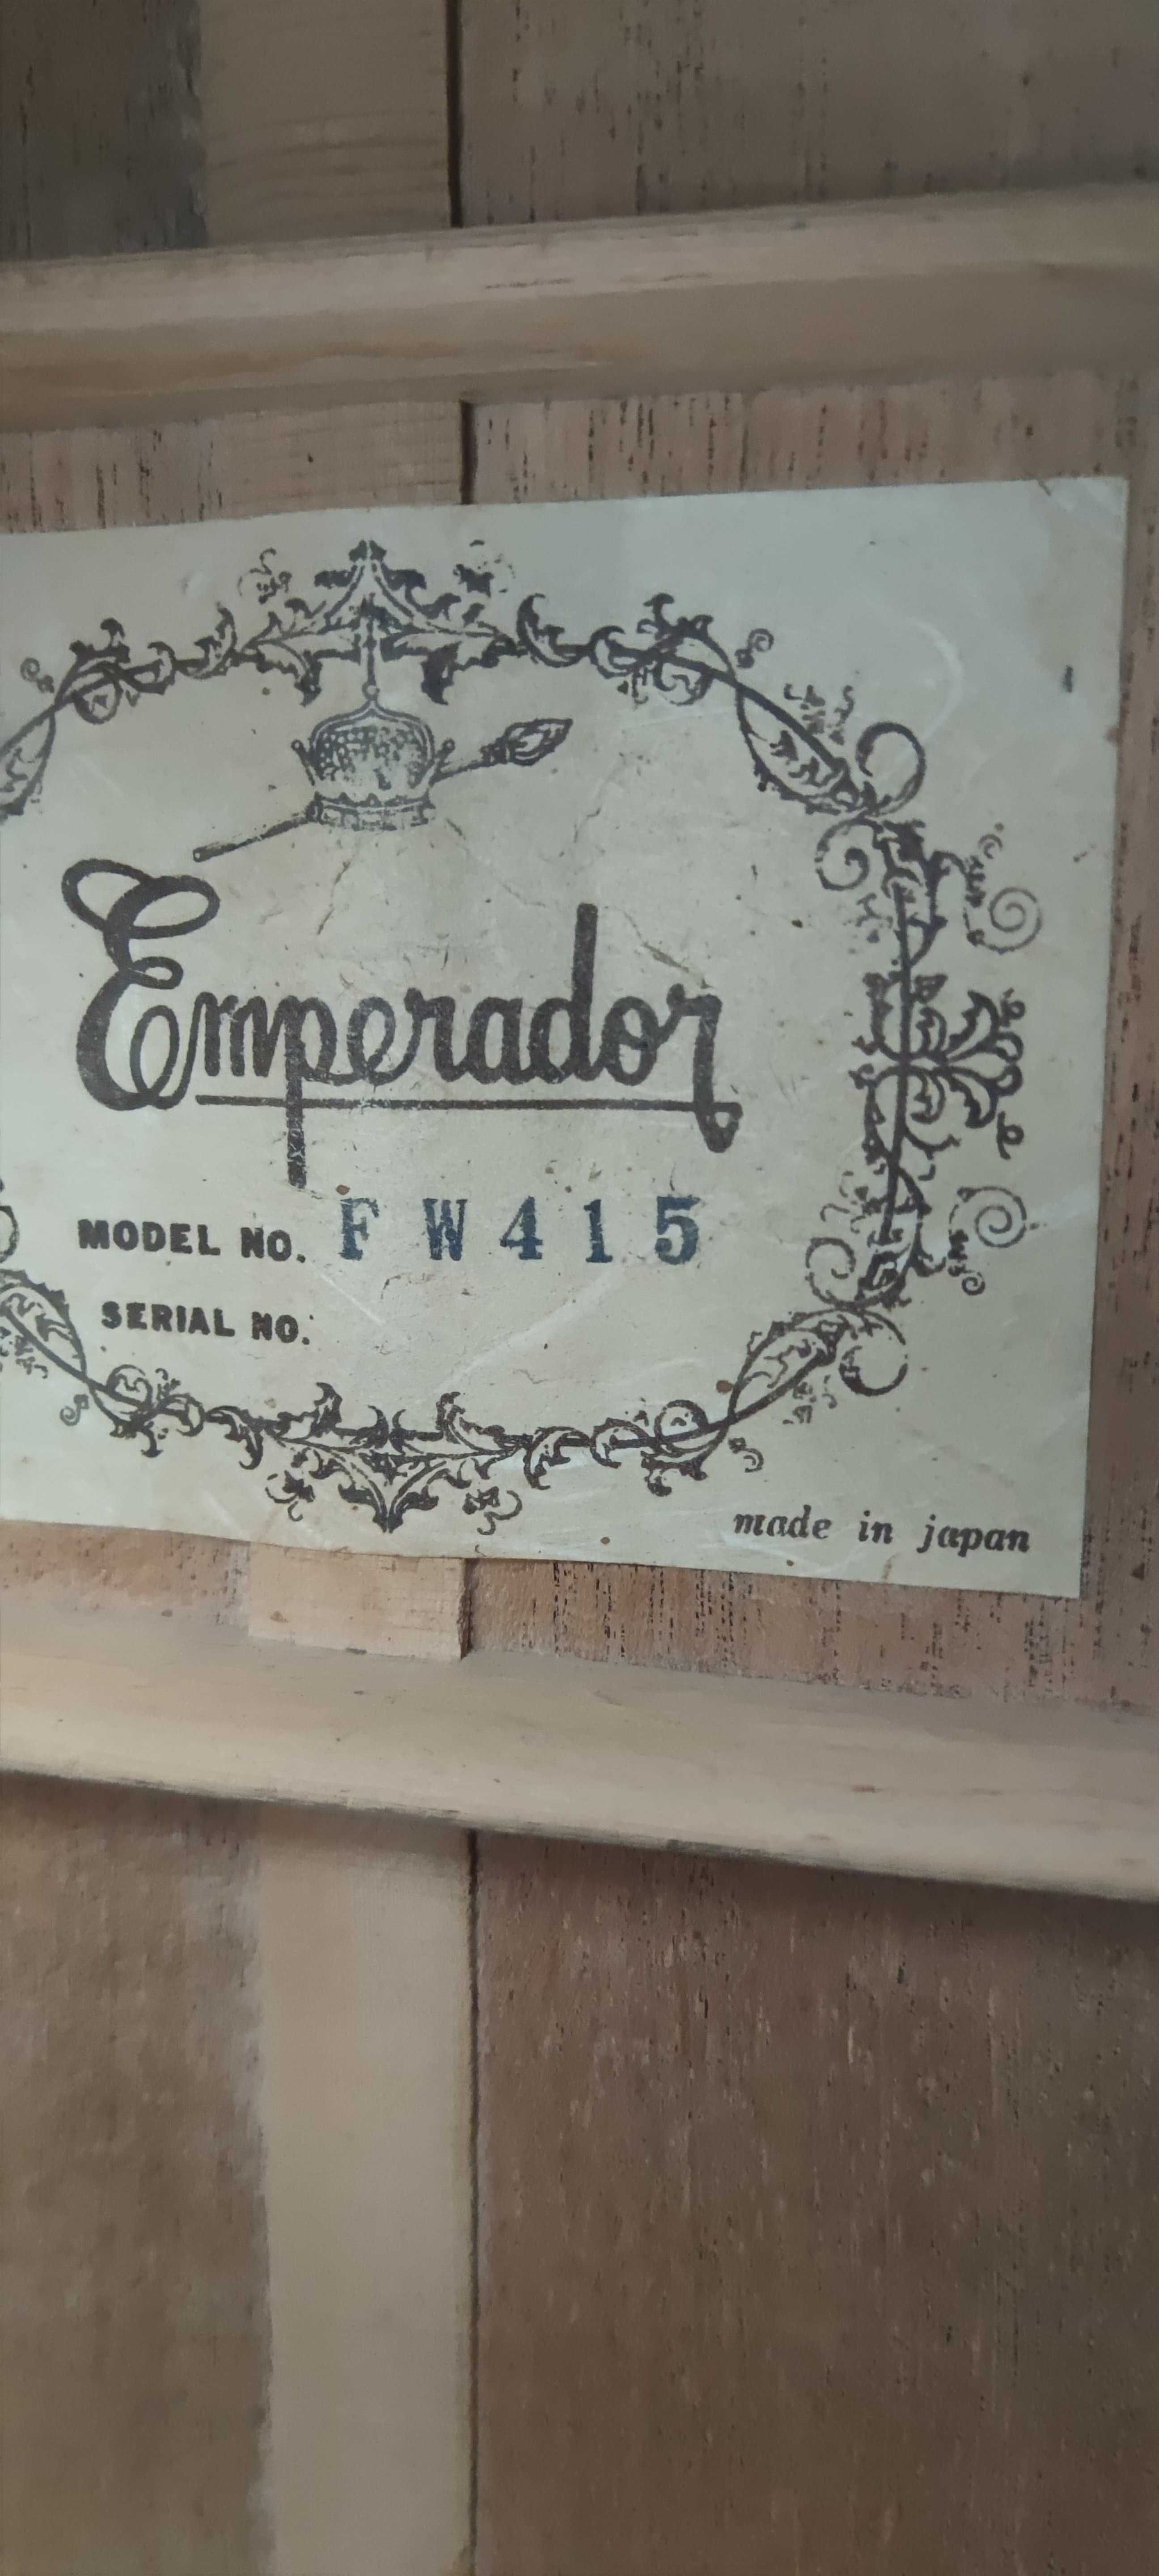 Emperador
MODEL NO. FW415
SERIAL NO.
made in japan